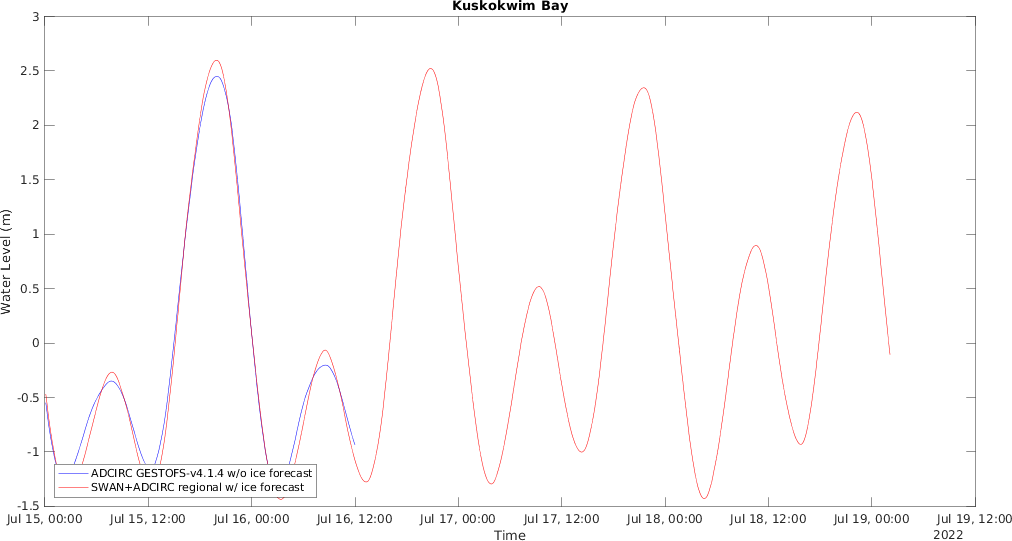 Kuskokwim Bay
3
2.5
2
1.5
1
0.5
0
-0.5
-1
-1.5
Water Level (m)
ADCIRC GESTOFS-v4.1.4 w/o ice forecast
SWAN+ADCIRC regional w/ ice forecast
Jul 15, 00:00 Jul 15, 12:00 Jul 16, 00:00 Jul 16, 12:00 Jul 17, 00:00 Jul 17, 12:00 Jul 18, 00:00 Jul 18, 12:00 Jul 19, 00:00 Jul 19, 12:00
Time
2022